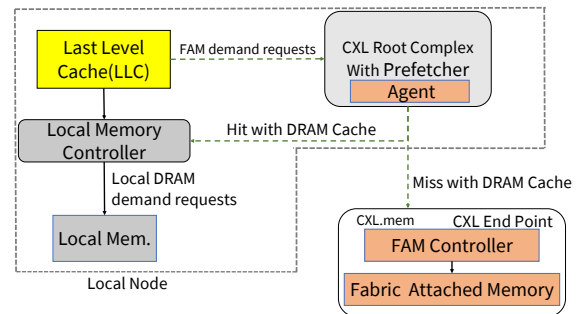 Last Level
Cache(LLC)
FAM demand requests
CXL Root Complex
With Prefetcher
Agent
Hit with DRAM Cache
Local Memory
Controller
Local DRAM
demand requests
Miss with DRAM Cache
Local Mem.
CXL.mem
CXL End Point
FAM Controller
Fabric Attached Memory
Local Node